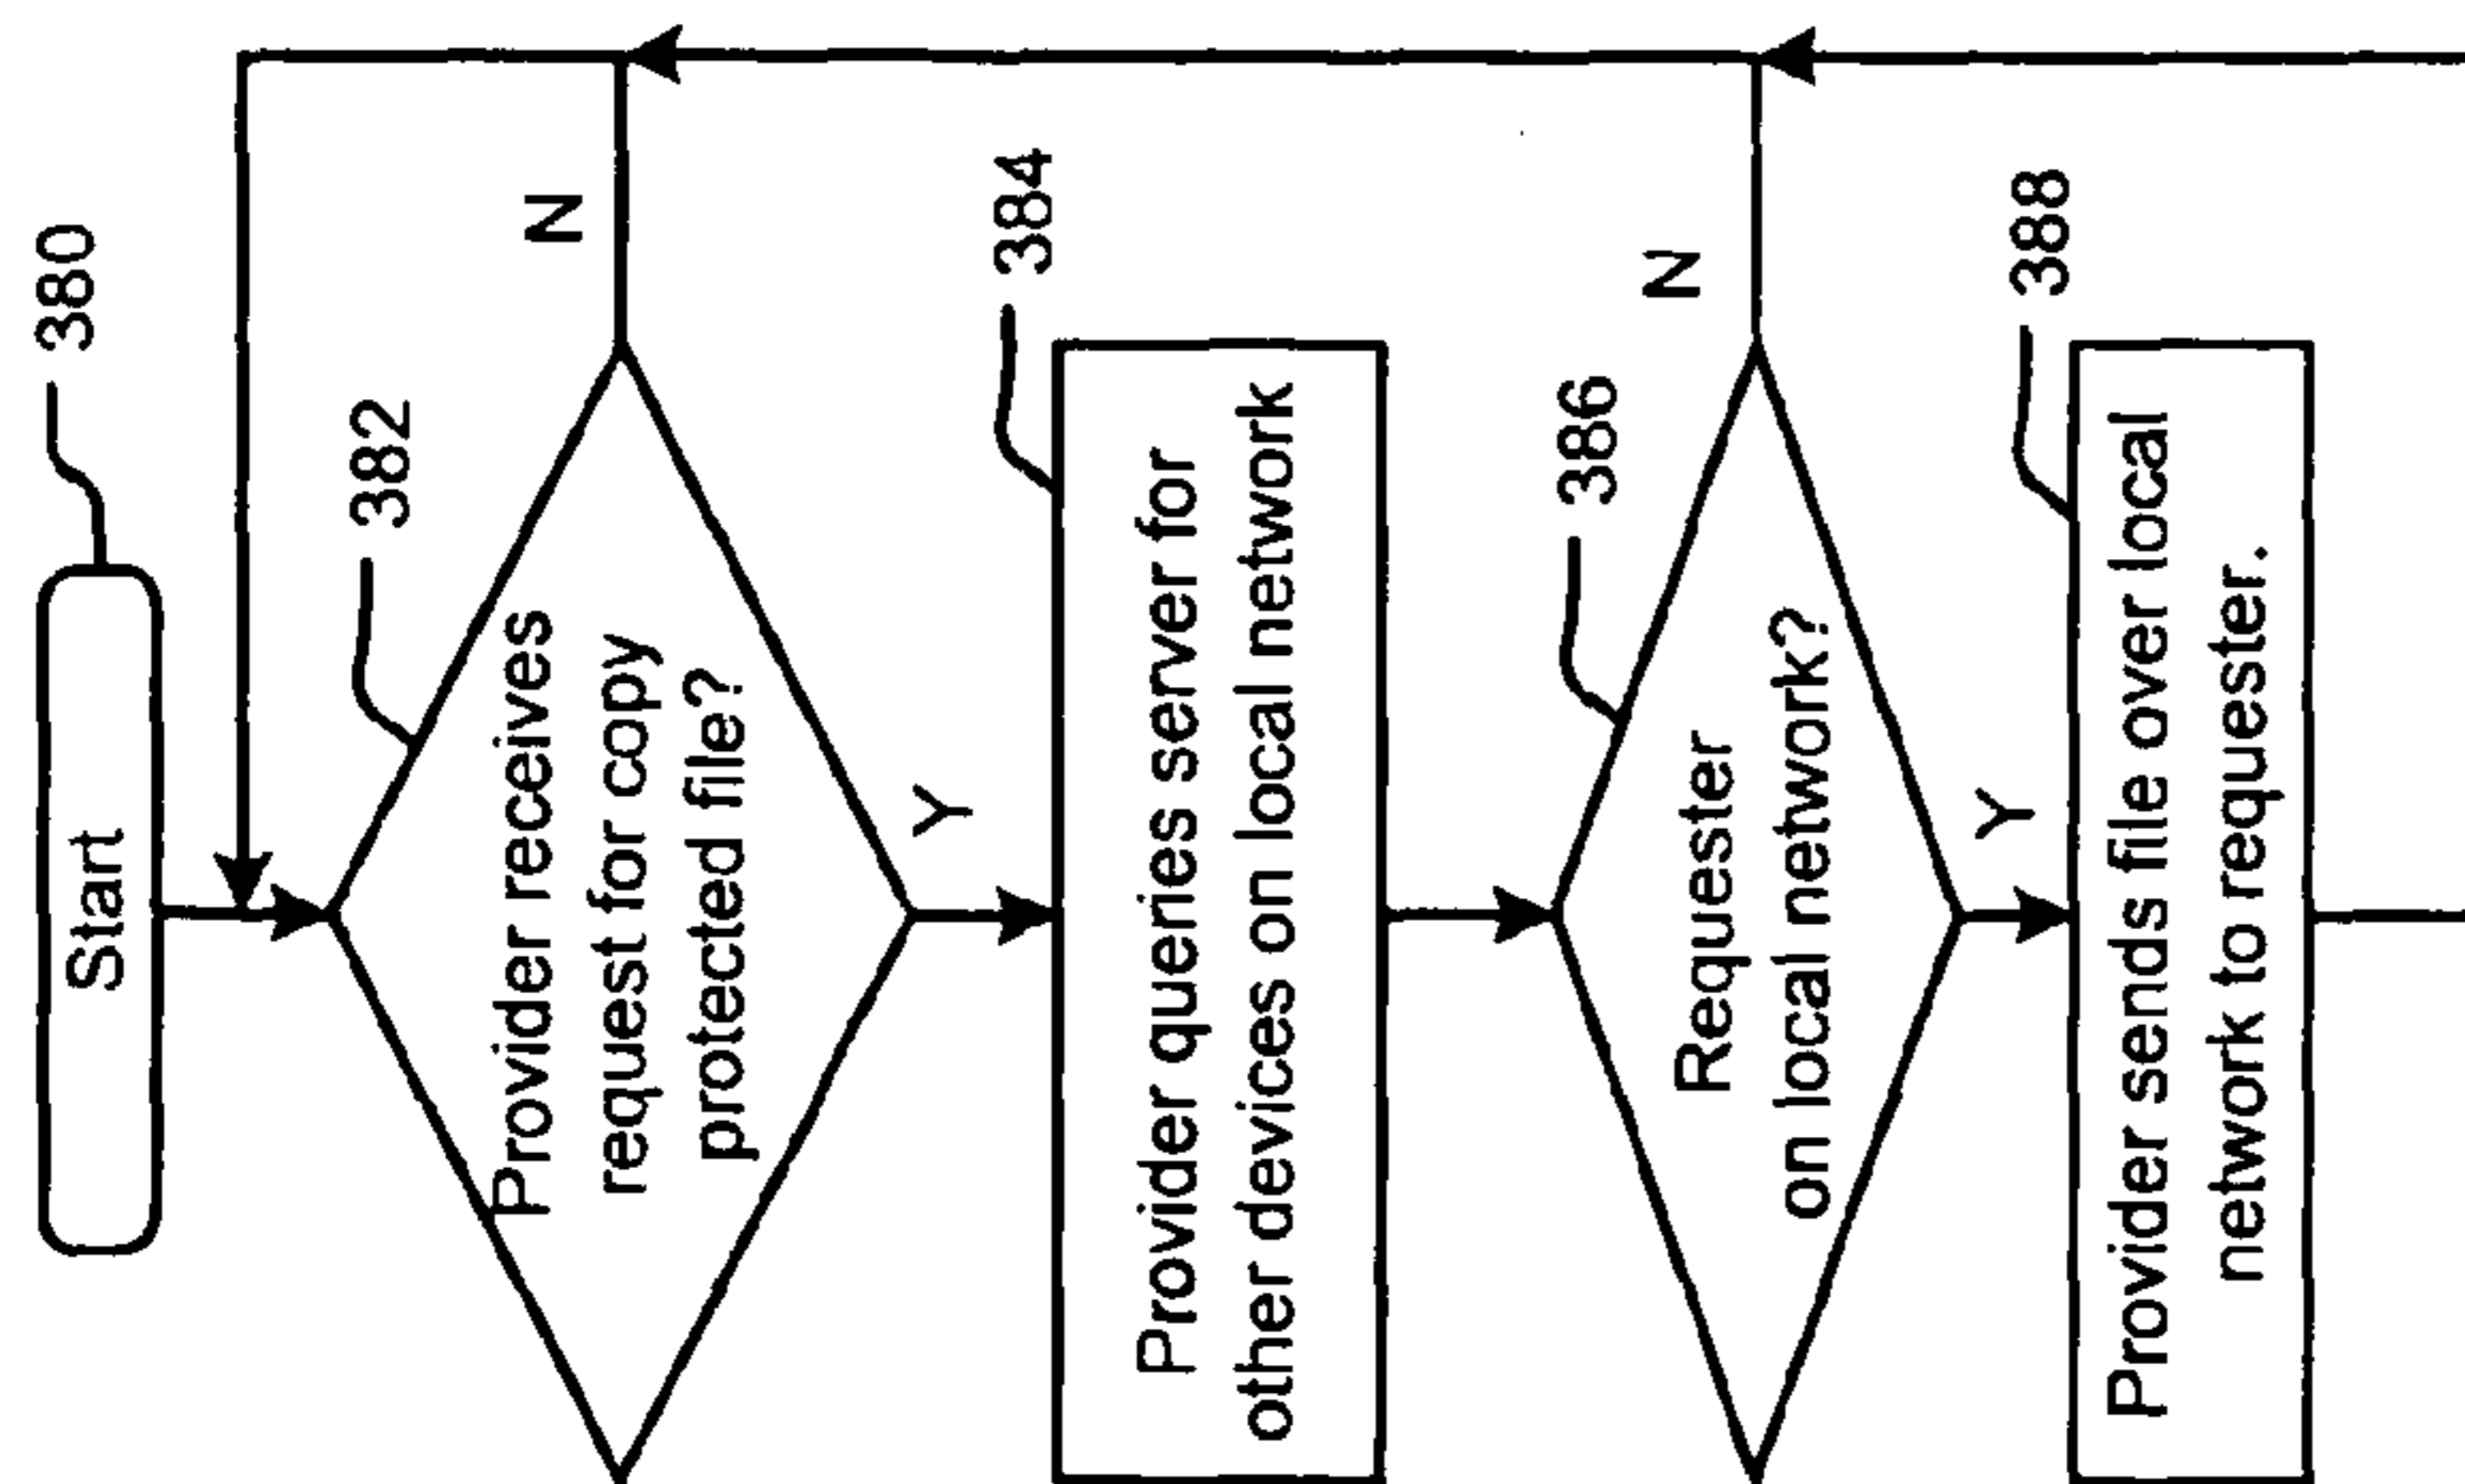 Start
380
Provider receives
request for copy
protected file?
382
N
Y
Provider queries server for
other devices on local network
384
Requester
on local network?
386
N
Y
Provider sends file over local
network to requester.
388